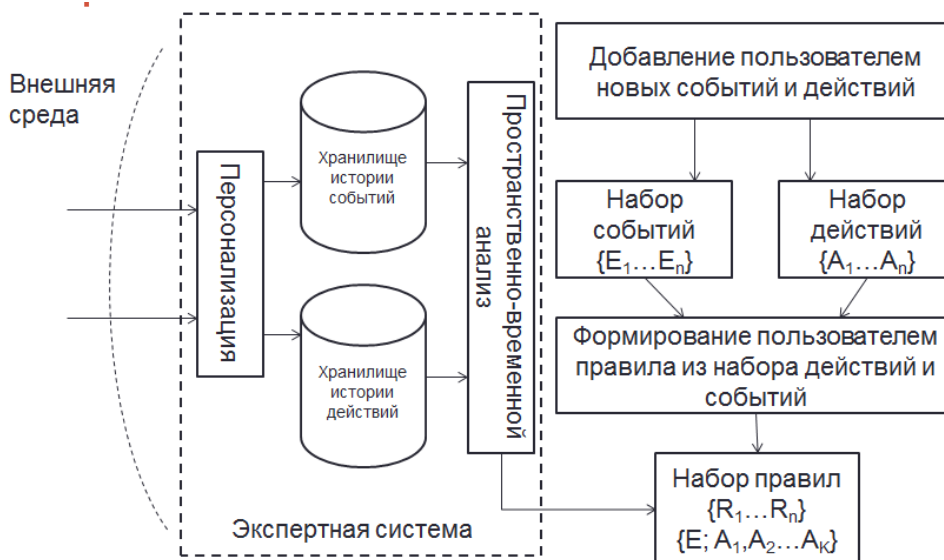 Внешняя
среда
Персонализация
Хранилище
истории
событий
Хранилище
истории
действий
Пространственно-временной
анализ
Экспертная система
Добавление пользователем
новых событий и действий
Набор
событий
{E₁…Eₙ}
Набор
действий
{A₁…Aₙ}
Формирование пользователем
правила из набора действий и
событий
Набор правил
{R₁…Rₙ}
{E; A₁,A₂…Aₖ}